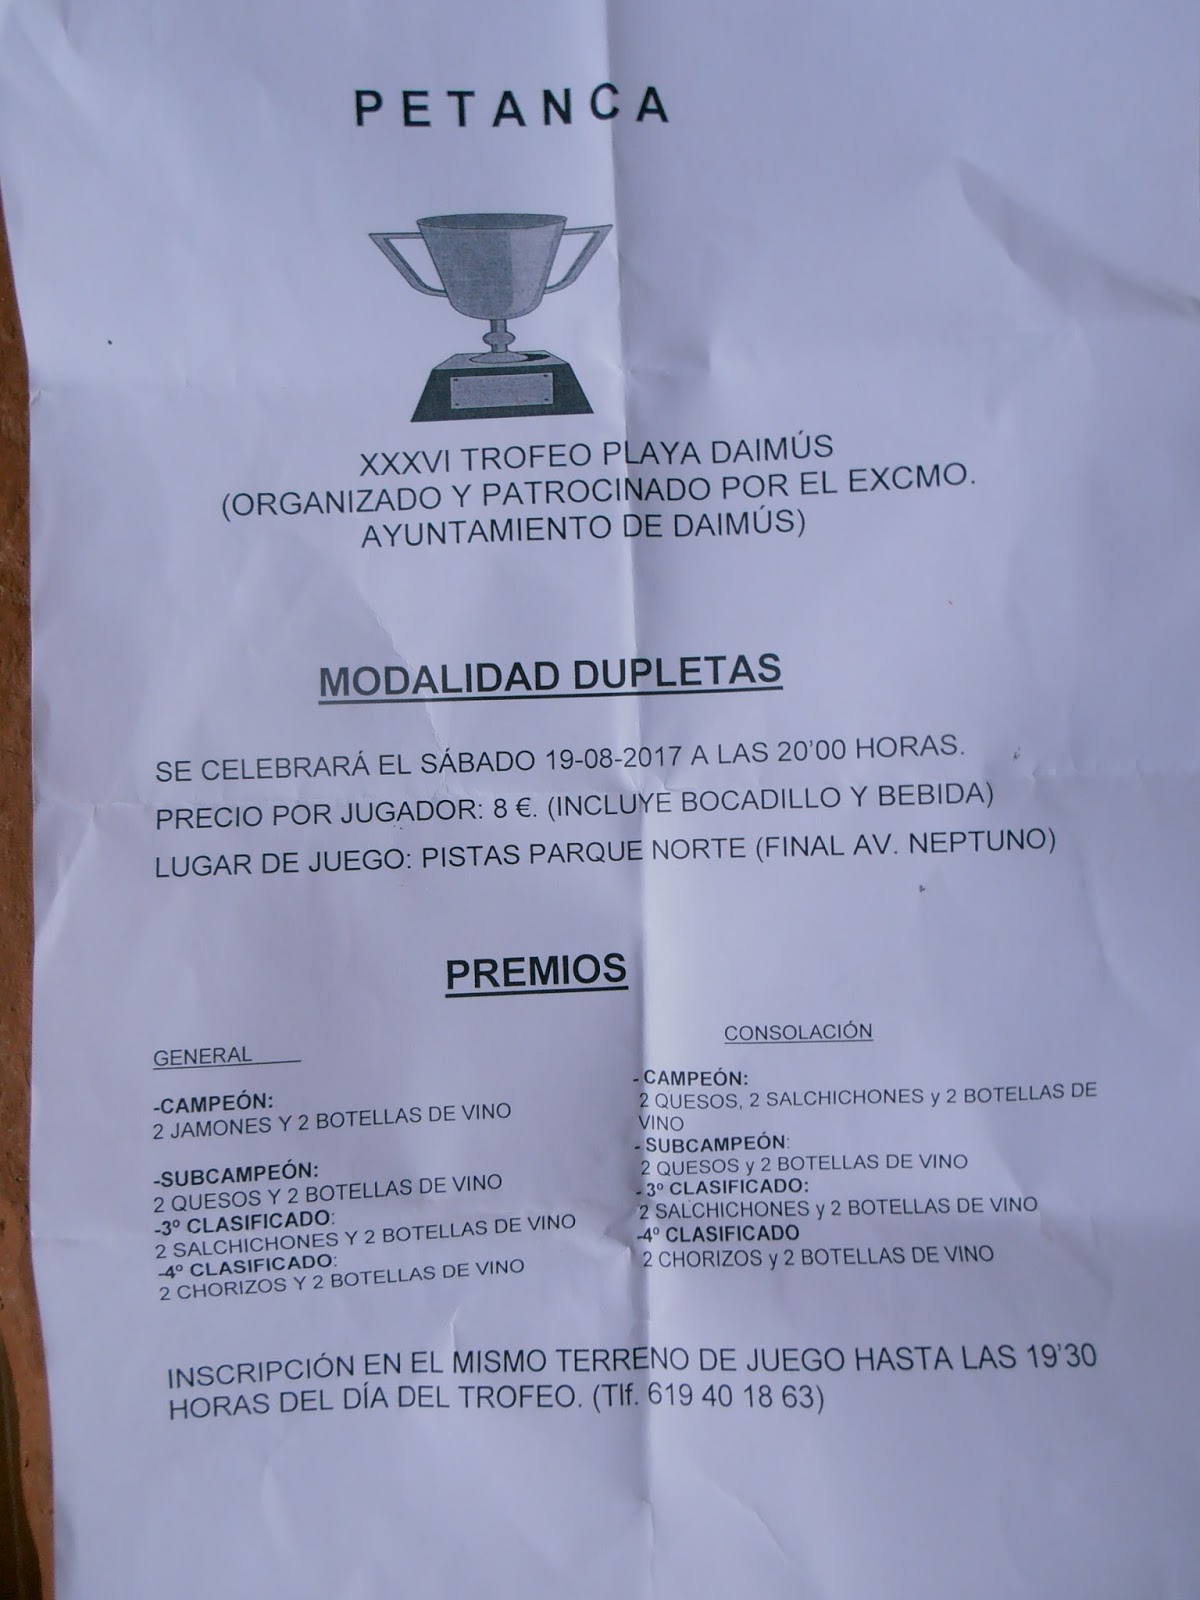 PETANCA
XXXVI TROFEO PLAYA DAIMÚS
(ORGANIZADO Y PATROCINADO POR EL EXCMO.
AYUNTAMIENTO DE DAIMÚS)
MODALIDAD DUPLETAS
SE CELEBRARÁ EL SÁBADO 19-08-2017 A LAS 20'00 HORAS.
PRECIO POR JUGADOR: 8 €. (INCLUYE BOCADILLO Y BEBIDA)
LUGAR DE JUEGO: PISTAS PARQUE NORTE (FINAL AV. NEPTUNO)
PREMIOS
GENERAL
-CAMPEÓN:
2 JAMONES Y 2 BOTELLAS DE VINO
-SUBCAMPEÓN:
2 QUESOS Y 2 BOTELLAS DE VINO
-3º CLASIFICADO:
2 SALCHICHONES Y 2 BOTELLAS DE VINO
-4º CLASIFICADO:
2 CHORIZOS Y 2 BOTELLAS DE VINO
CONSOLACIÓN
- CAMPEÓN:
2 QUESOS, 2 SALCHICHONES y 2 BOTELLAS DE
VINO
- SUBCAMPEÓN:
2 QUESOS y 2 BOTELLAS DE VINO
- 3º CLASIFICADO:
2 SALCHICHONES y 2 BOTELLAS DE VINO
-4º CLASIFICADO
2 CHORIZOS y 2 BOTELLAS DE VINO
INSCRIPCIÓN EN EL MISMO TERRENO DE JUEGO HASTA LAS 19'30
HORAS DEL DÍA DEL TROFEO. (Tlf. 619 40 18 63)